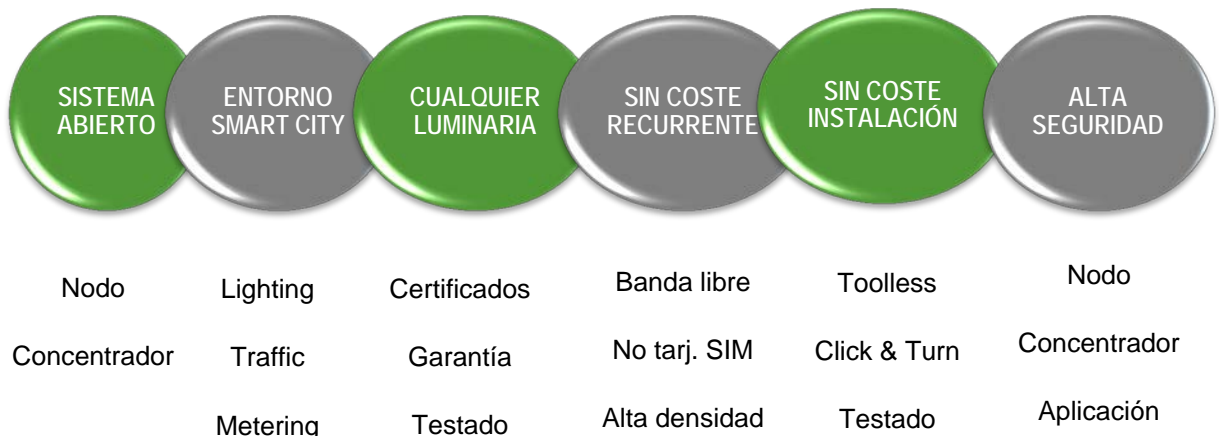 SISTEMA
ABIERTO
ENTORNO
SMART CITY
CUALQUIER
LUMINARIA
SIN COSTE
RECURRENTE
SIN COSTE
INSTALACIÓN
ALTA
SEGURIDAD
Nodo
Concentrador
Lighting
Traffic
Metering
Certificados
Garantía
Testado
Banda libre
No tarj. SIM
Alta densidad
Toolless
Click & Turn
Testado
Nodo
Concentrador
Aplicación